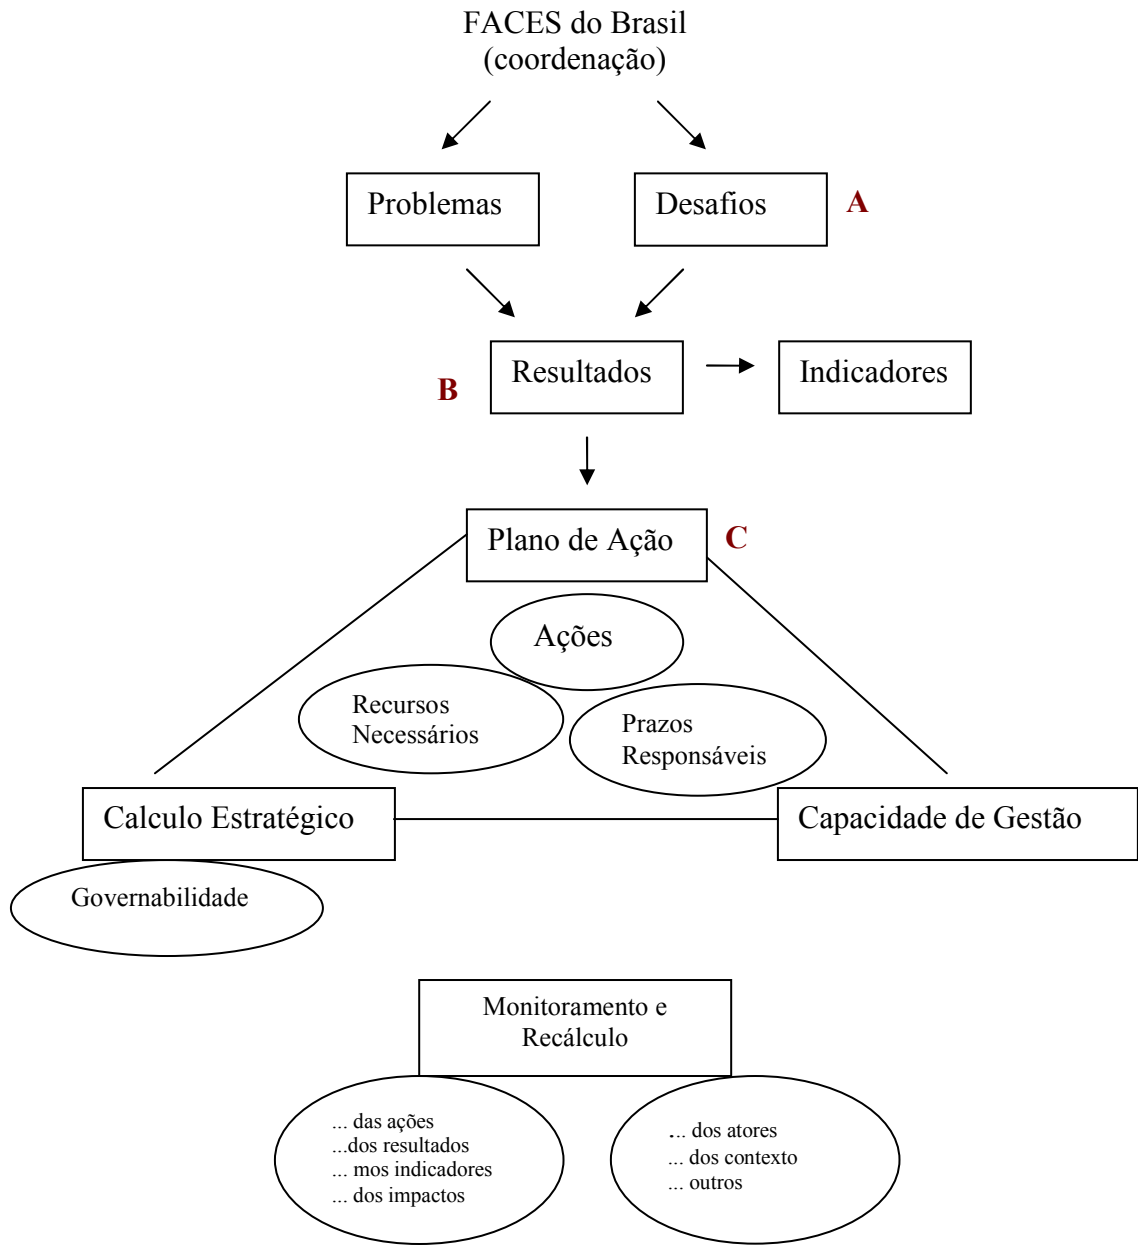 FACES do Brasil
(coordenação)
Problemas
Desafios
A
Resultados
Indicadores
B
Plano de Ação
C
Ações
Recursos
Necessários
Prazos
Responsáveis
Calculo Estratégico
Capacidade de Gestão
Governabilidade
Monitoramento e
Recálculo
... das ações
...dos resultados
... mos indicadores
... dos impactos
... dos atores
... dos contexto
... outros